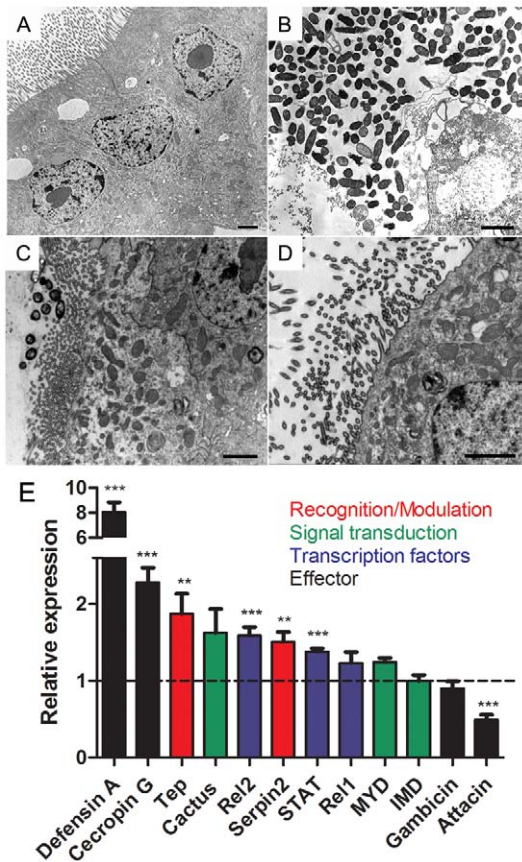 A
B
C
D
E
Recognition/Modulation
Signal transduction
Transcription factors
Effector
Relative expression
10
8
6
2
1
0
***
***
**
***
**
***
***
Defensin A
Cecropin G
Tep
Cactus
Rel2
Serpin2
STAT
Rel1
MYD
IMD
Gambicin
Attacin